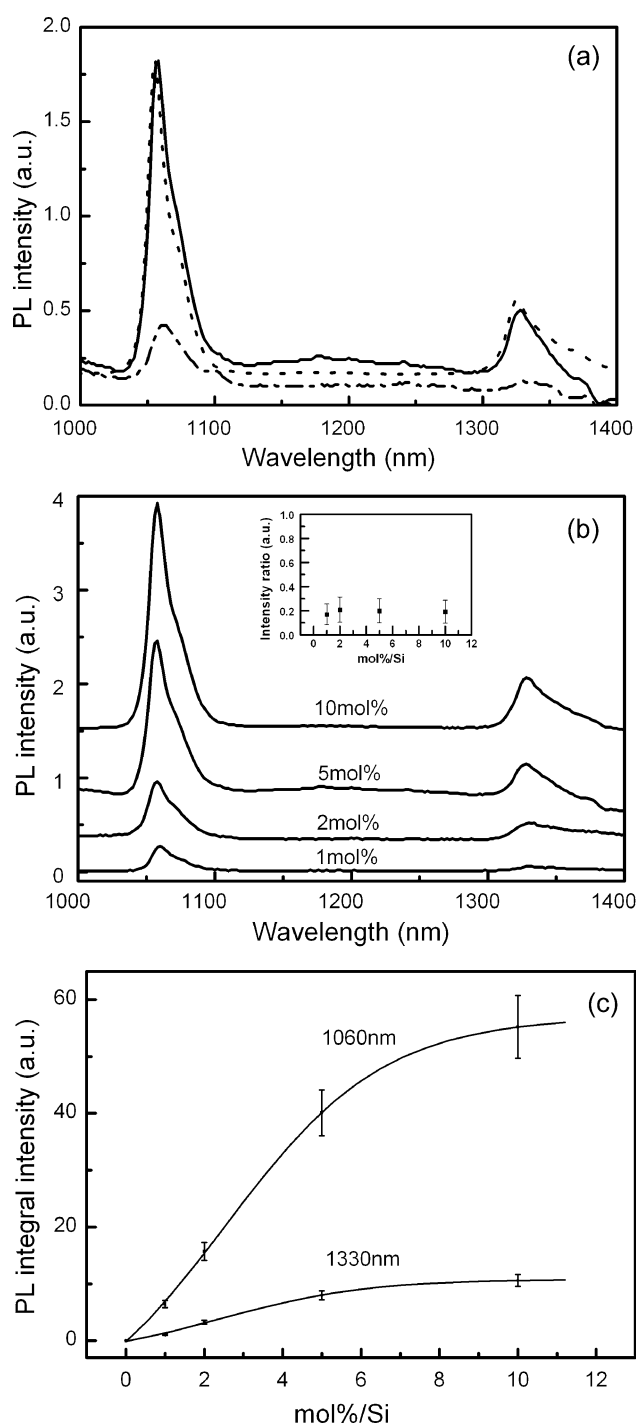 (a)
2.0
1.5
1.0
0.5
0.0
PL intensity (a.u.)
1000 1100 1200 1300 1400
Wavelength (nm)
(b)
4
3
2
1
0
PL intensity (a.u.)
1.0
0.8
0.6
0.4
0.2
0.0
Intensity ratio (a.u.)
0 2 4 6 8 10 12
mol%/Si
10mol%
5mol%
2mol%
1mol%
1000 1100 1200 1300 1400
Wavelength (nm)
(c)
60
40
20
0
PL integral intensity (a.u.)
1060nm
1330nm
0 2 4 6 8 10 12
mol%/Si